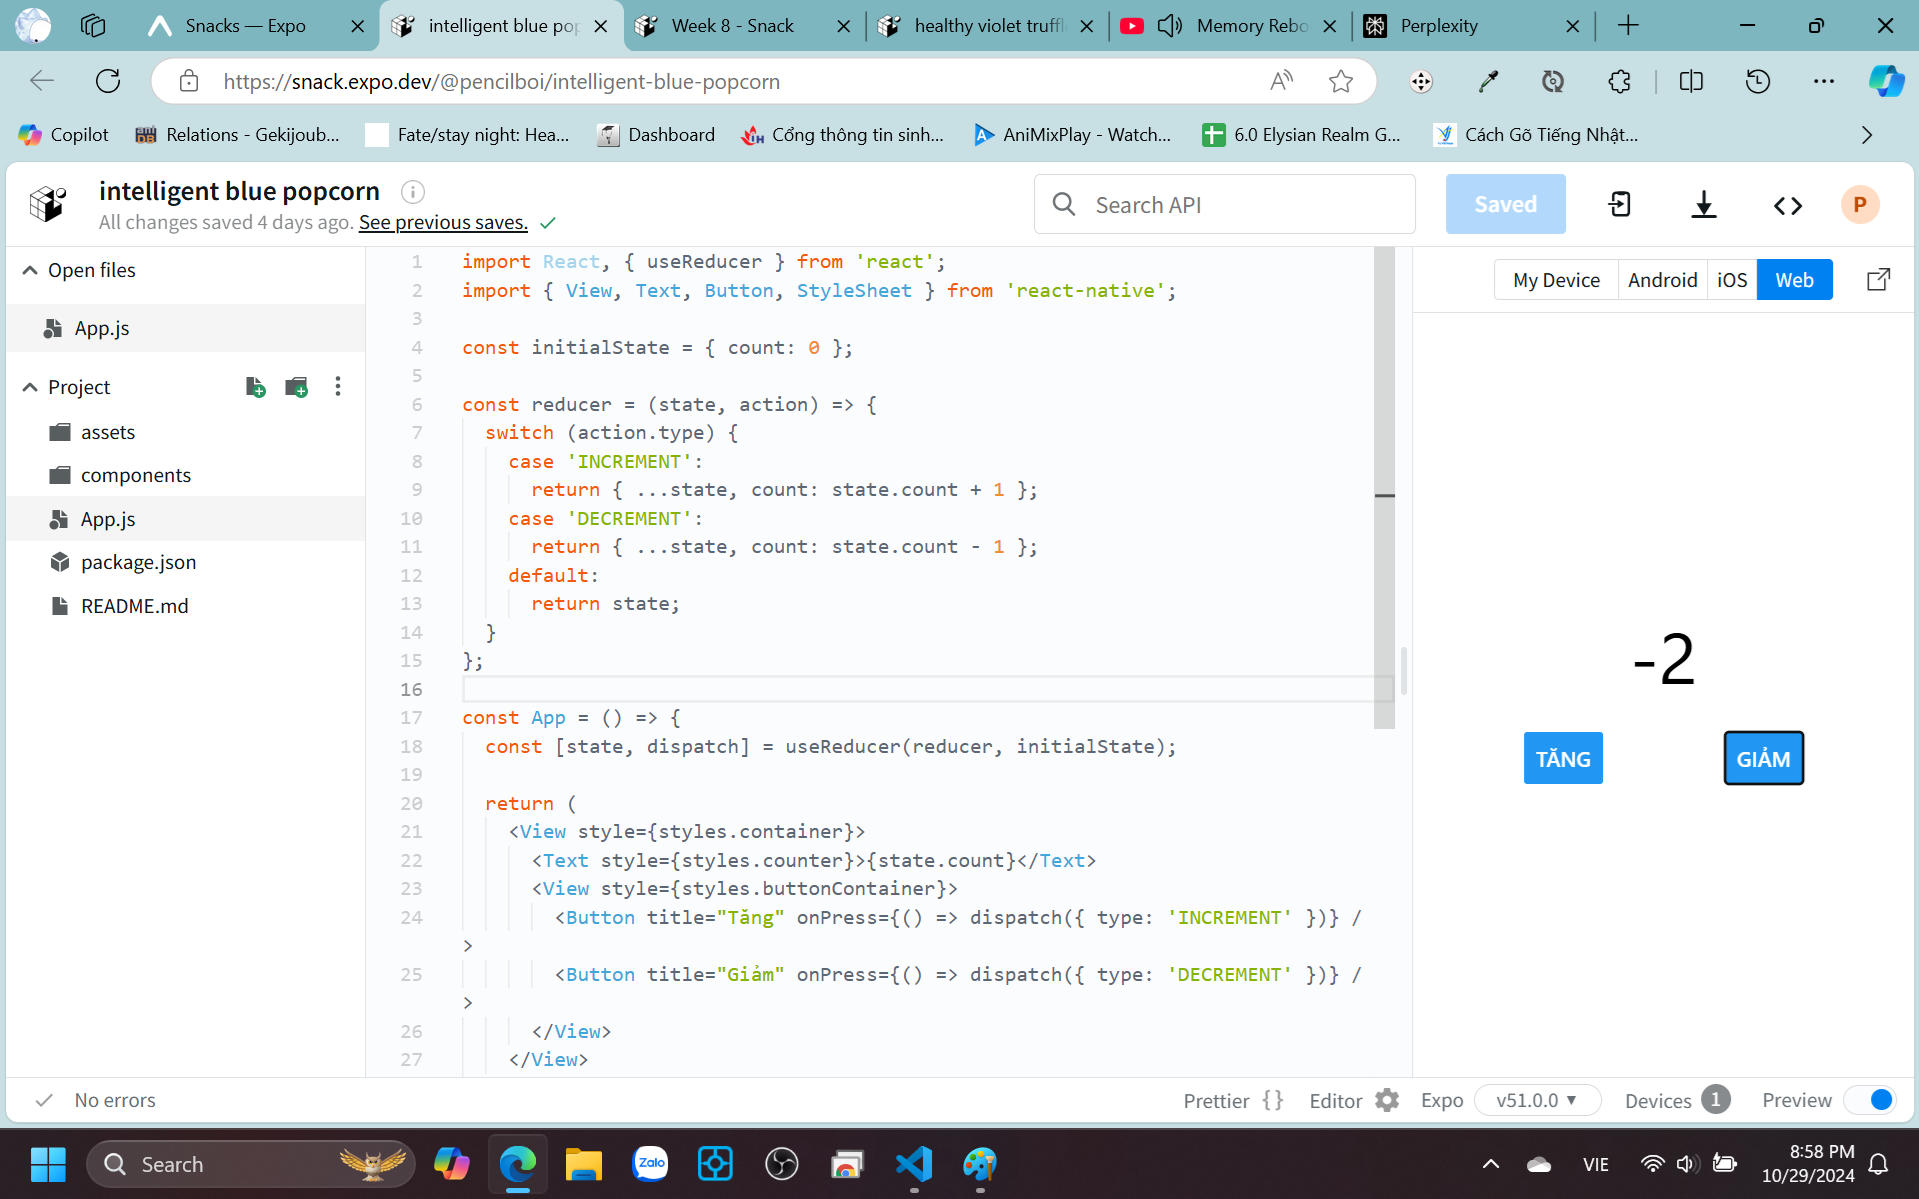 Snacks — Expo
intelligent blue pop
Week 8 - Snack
healthy violet truffl
Memory Rebo
Perplexity
https://snack.expo.dev/@pencilboi/intelligent-blue-popcorn
Copilot
Relations - Gekijoub...
Fate/stay night: Hea...
Dashboard
Cổng thông tin sinh...
AniMixPlay - Watch...
6.0 Elysian Realm G...
Cách Gõ Tiếng Nhật...
intelligent blue popcorn
All changes saved 4 days ago. See previous saves.
Search API
Saved
P
Open files
App.js
Project
assets
components
App.js
package.json
README.md
1 import React, { useReducer } from 'react';
2 import { View, Text, Button, StyleSheet } from 'react-native';
3
4 const initialState = { count: 0 };
5
6 const reducer = (state, action) => {
7 switch (action.type) {
8 case 'INCREMENT':
9 return { ...state, count: state.count + 1 };
10 case 'DECREMENT':
11 return { ...state, count: state.count - 1 };
12 default:
13 return state;
14 }
15 };
16
17 const App = () => {
18 const [state, dispatch] = useReducer(reducer, initialState);
19
20 return (
21 <View style={styles.container}>
22 <Text style={styles.counter}>{state.count}</Text>
23 <View style={styles.buttonContainer}>
24 <Button title="Tăng" onPress={() => dispatch({ type: 'INCREMENT' })} /
>
25 <Button title="Giảm" onPress={() => dispatch({ type: 'DECREMENT' })} /
>
26 </View>
27 </View>
My Device
Android
iOS
Web
-2
TĂNG
GIẢM
No errors
Prettier {}
Editor
Expo
v51.0.0
Devices 1
Preview
Search
Zalo
VIE
8:58 PM
10/29/2024